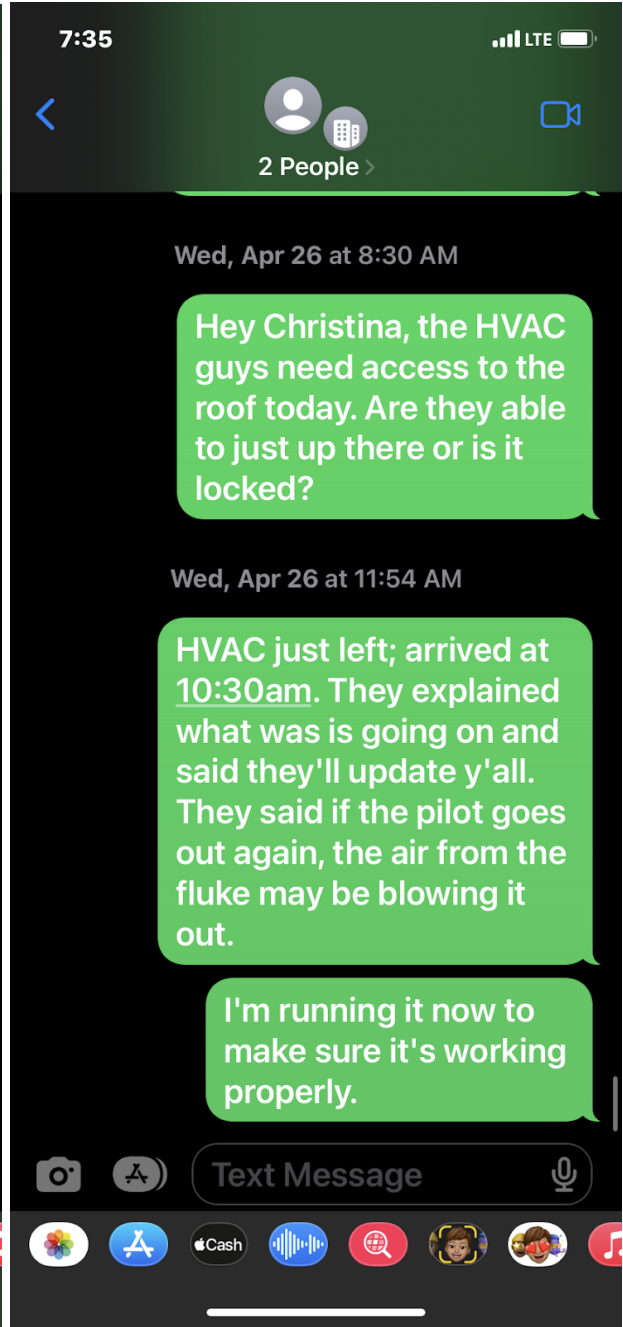 7:35
LTE
2 People
Wed, Apr 26 at 8:30 AM
Hey Christina, the HVAC
guys need access to the
roof today. Are they able
to just up there or is it
locked?
Wed, Apr 26 at 11:54 AM
HVAC just left; arrived at
10:30am. They explained
what was is going on and
said they'll update y'all.
They said if the pilot goes
out again, the air from the
fluke may be blowing it
out.
I'm running it now to
make sure it's working
properly.
Text Message
Cash